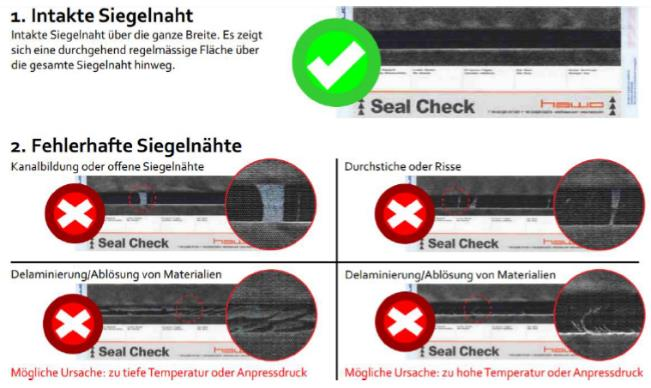 1. Intakte Siegelnaht
Intakte Siegelnaht über die ganze Breite. Es zeigt
sich eine durchgehend regelmässige Fläche über
die gesamte Siegelnaht hinweg.
Seal Check
hawo
2. Fehlerhafte Siegelnähte
Kanalbildung oder offene Siegelnähte
Durchstiche oder Risse
Seal Check
hawo
Seal Check
hawo
Delaminierung/Ablösung von Materialien
Delaminierung/Ablösung von Materialien
Seal Check
Seal Check
hawo
Mögliche Ursache: zu tiefe Temperatur oder Anpressdruck
Mögliche Ursache: zu hohe Temperatur oder Anpressdruck